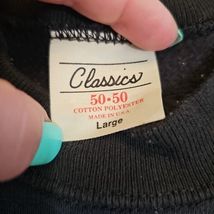 Classics
50•50
COTTON POLYESTER
MADE IN U.S.A.
Large